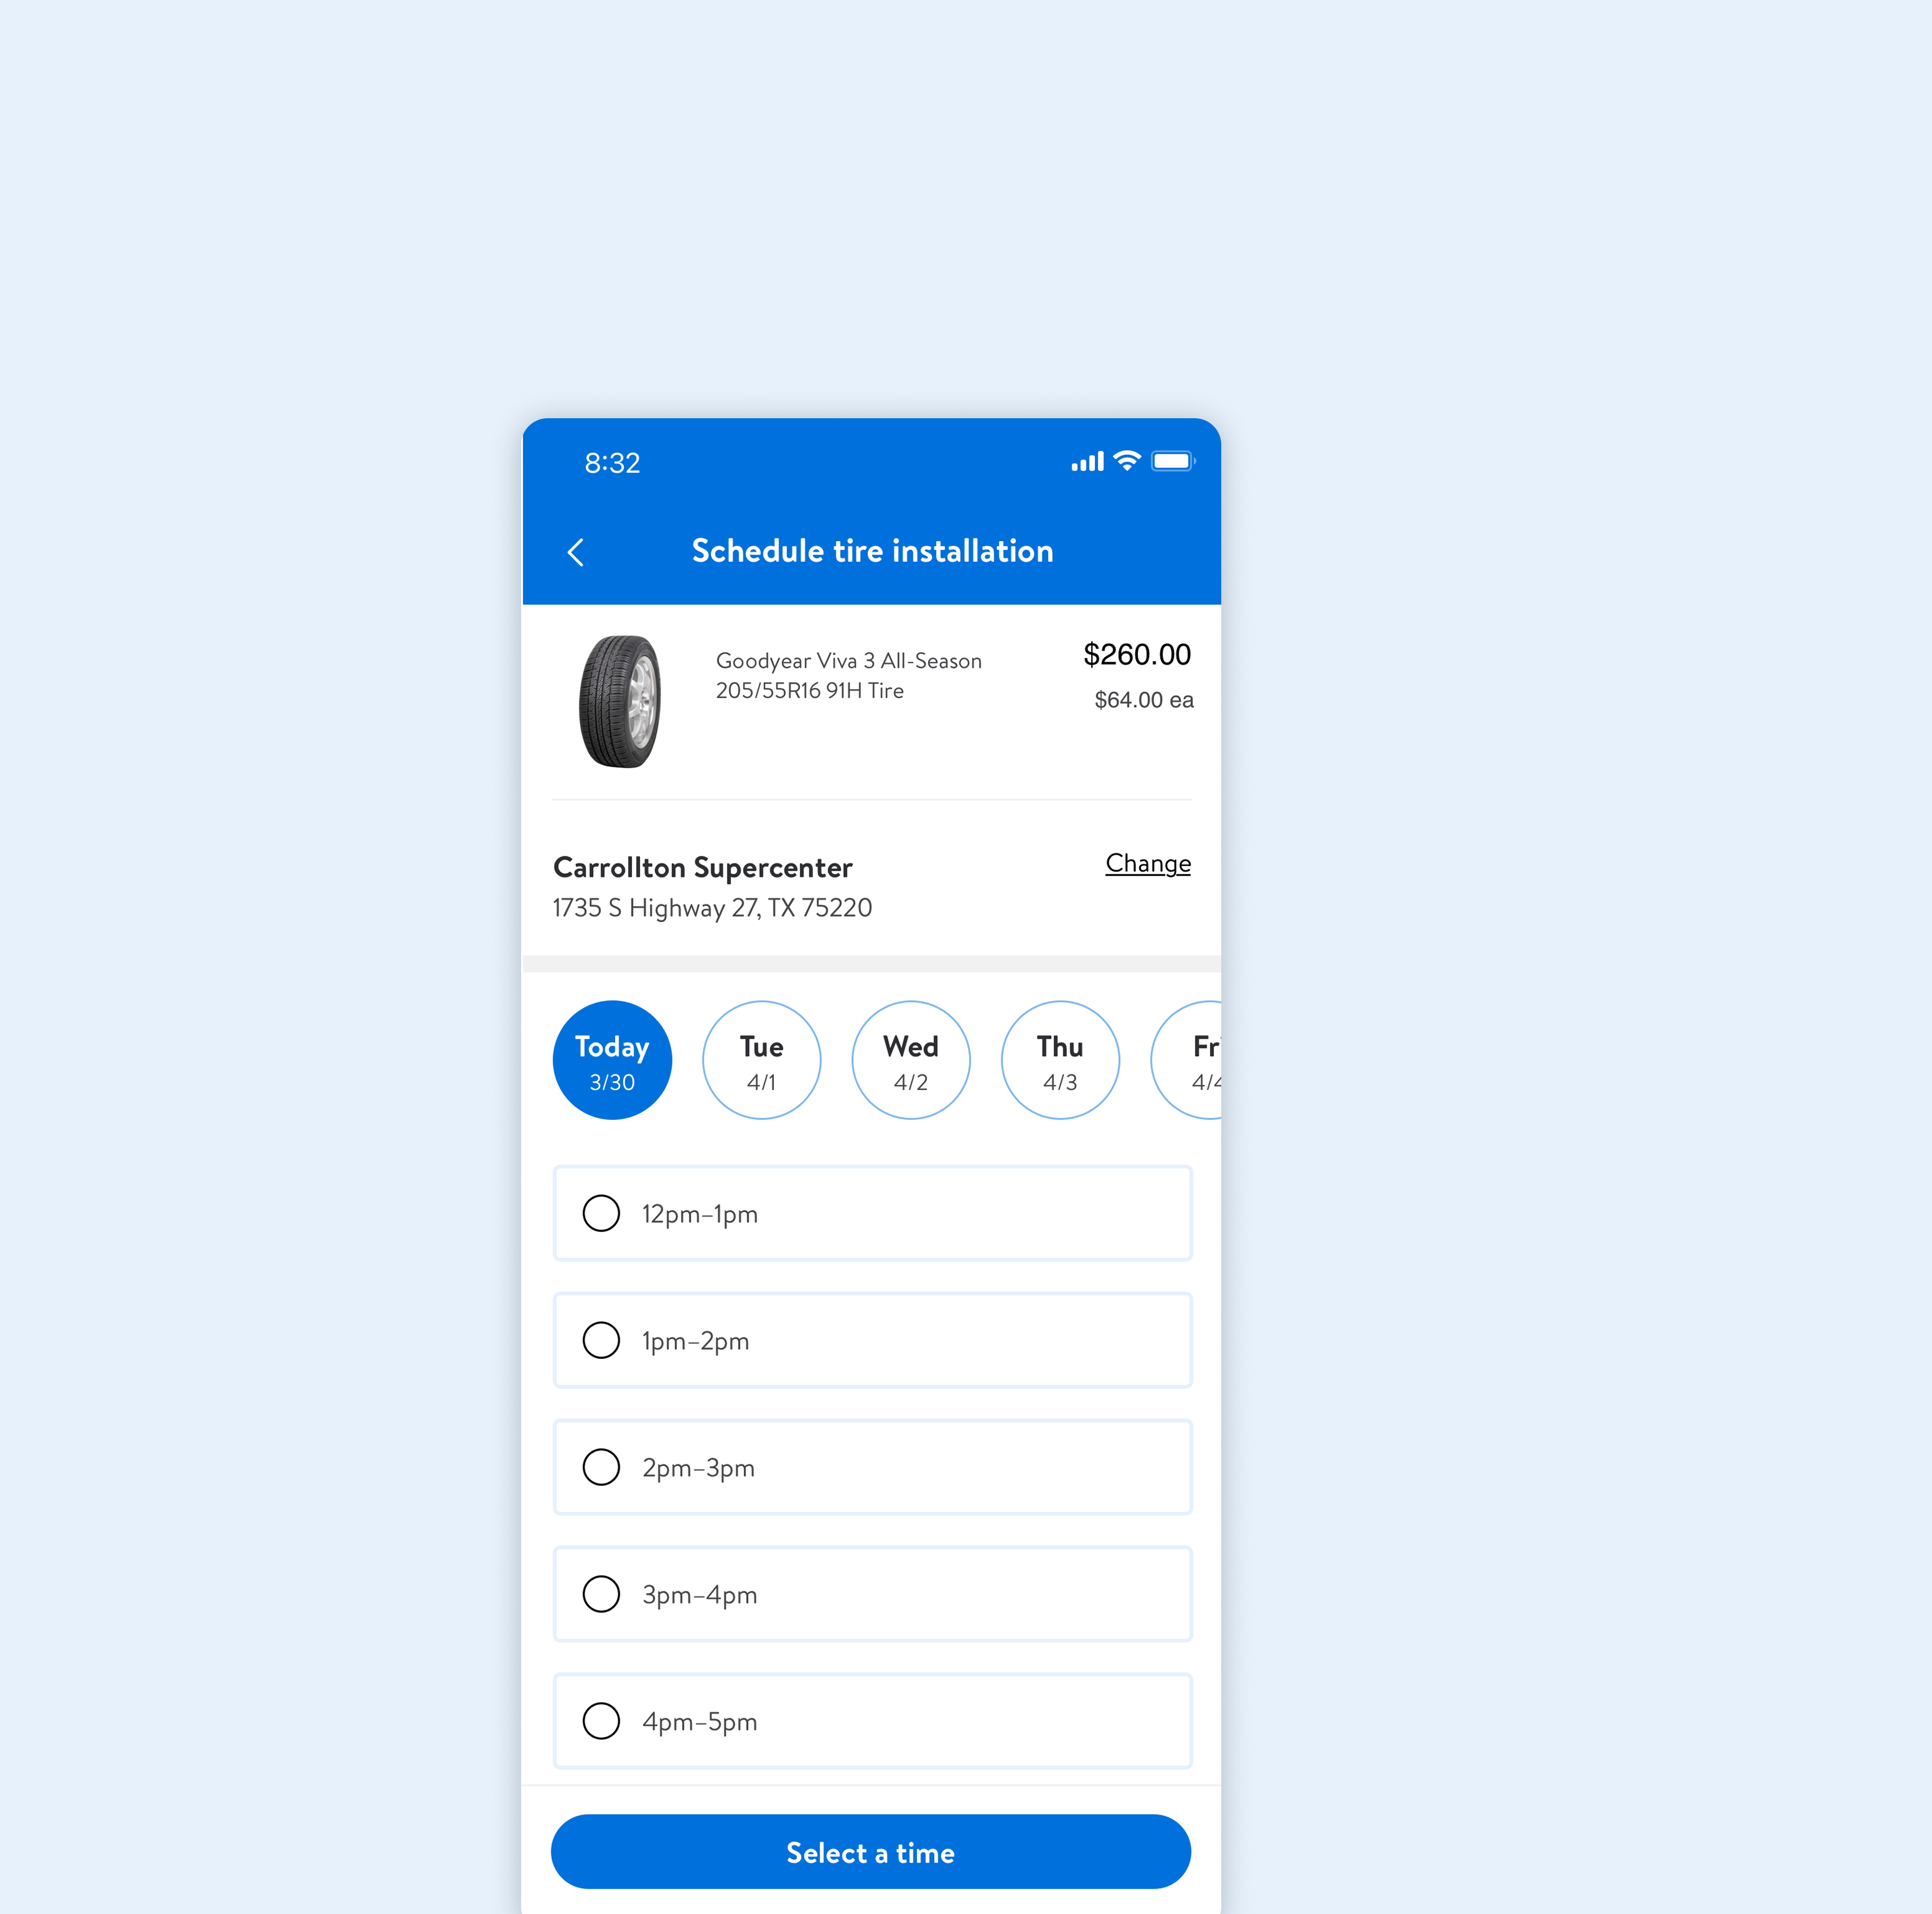 8:32
Schedule tire installation
Goodyear Viva 3 All-Season
205/55R16 91H Tire
$260.00
$64.00 ea
Carrollton Supercenter
Change
1735 S Highway 27, TX 75220
Today
3/30
Tue
4/1
Wed
4/2
Thu
4/3
Fr
4/4
12pm–1pm
1pm–2pm
2pm–3pm
3pm–4pm
4pm–5pm
Select a time